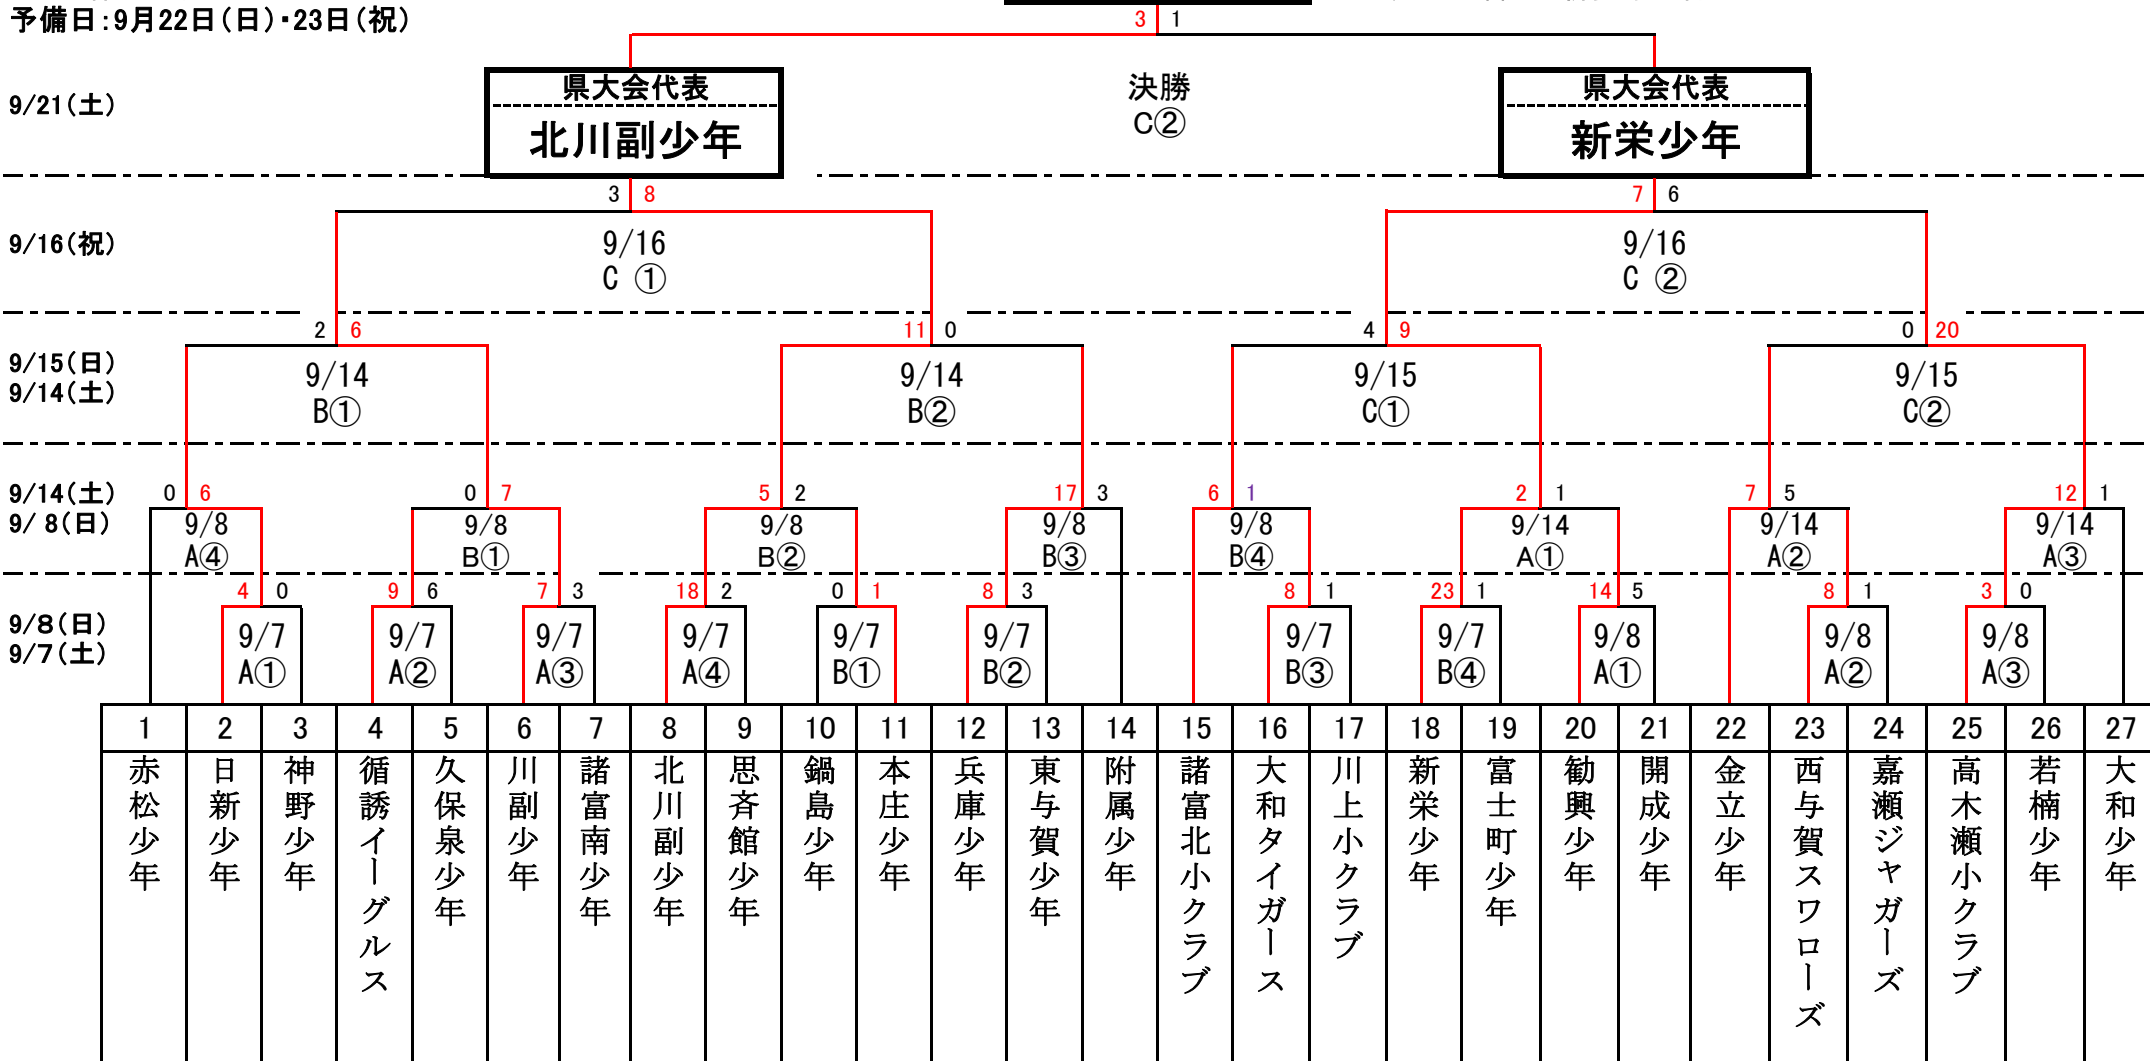 予備日：9月22日（日）・23日（祝）
3 1
県大会代表
北川副少年
9/21（土）
決勝
C②
県大会代表
新栄少年
3 8
7 6
9/16（祝）
9/16
C ①
9/16
C ②
2 6
11 0
4 9
0 20
9/15（日）
9/14（土）
9/14
B①
9/14
B②
9/15
C①
9/15
C②
9/14（土）
9/ 8（日）
0 6
0 7
5 2
17 3
6 1
2 1
7 5
12 1
9/8
A④
9/8
B①
9/8
B②
9/8
B③
9/8
B④
9/14
A①
9/14
A②
9/14
A③
9/8（日）
9/7（土）
4 0
9 6
7 3
18 2
0 1
8 3
8 1
23 1
14 5
8 1
3 0
9/7
A①
9/7
A②
9/7
A③
9/7
A④
9/7
B①
9/7
B②
9/7
B③
9/7
B④
9/8
A①
9/8
A②
9/8
A③
1 2 3 4 5 6 7 8 9 10 11 12 13 14 15 16 17 18 19 20 21 22 23 24 25 26 27
赤松少年
日新少年
神野少年
循誘イーグルス
久保泉少年
川副少年
諸富南少年
北川副少年
思斉館少年
鍋島少年
本庄少年
兵庫少年
東与賀少年
附属少年
諸富北小クラブ
大和タイガース
川上小クラブ
新栄少年
富士町少年
勧興少年
開成少年
金立少年
西与賀スワローズ
嘉瀬ジャガーズ
高木瀬小クラブ
若楠少年
大和少年